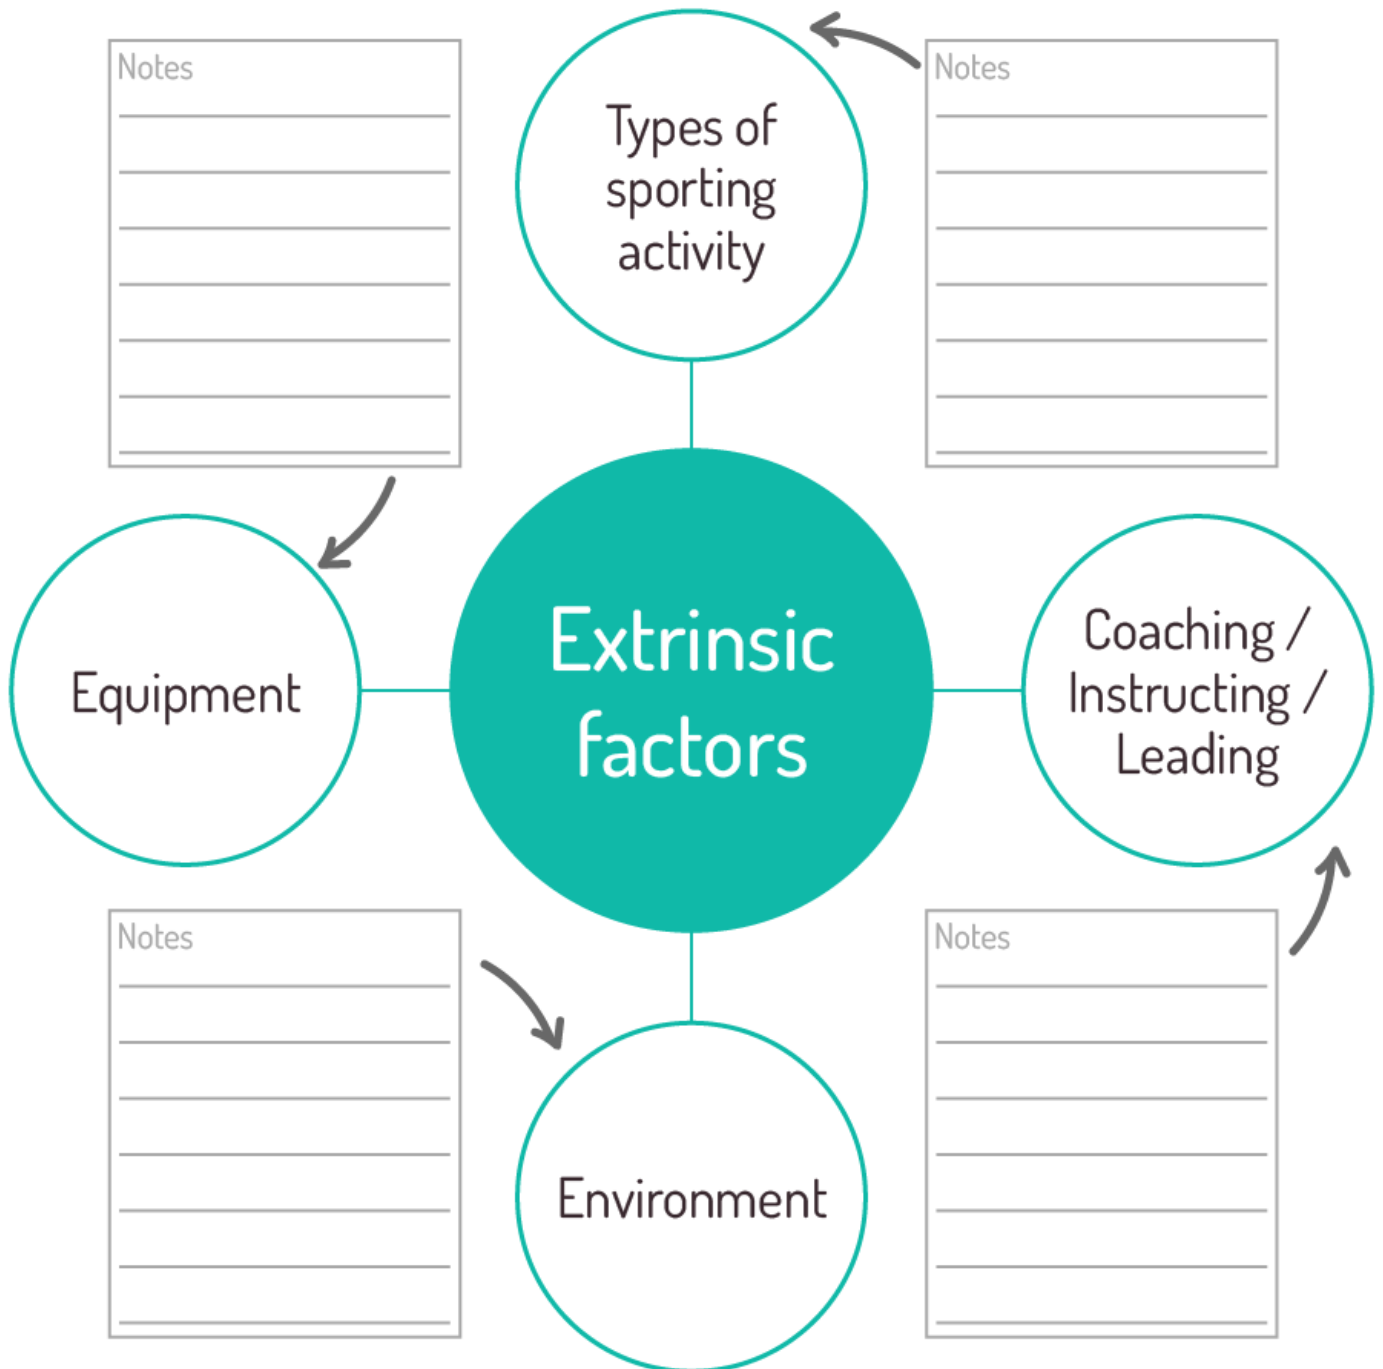 Notes
Types of
sporting
activity
Notes
Equipment
Extrinsic
factors
Coaching /
Instructing /
Leading
Notes
Environment
Notes